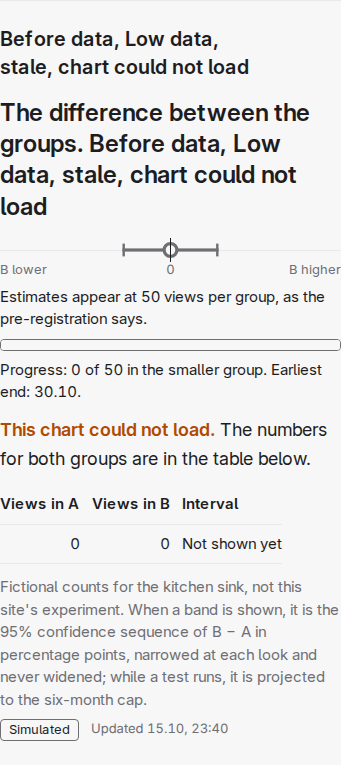 Before data, Low data,
stale, chart could not load
The difference between the
groups. Before data, Low
data, stale, chart could not
load
B lower 0 B higher
Estimates appear at 50 views per group, as the
pre-registration says.
Progress: 0 of 50 in the smaller group. Earliest
end: 30.10.
This chart could not load. The numbers
for both groups are in the table below.
Views in A Views in B Interval
0 0 Not shown yet
Fictional counts for the kitchen sink, not this
site's experiment. When a band is shown, it is the
95% confidence sequence of B − A in
percentage points, narrowed at each look and
never widened; while a test runs, it is projected
to the six-month cap.
Simulated Updated 15.10, 23:40